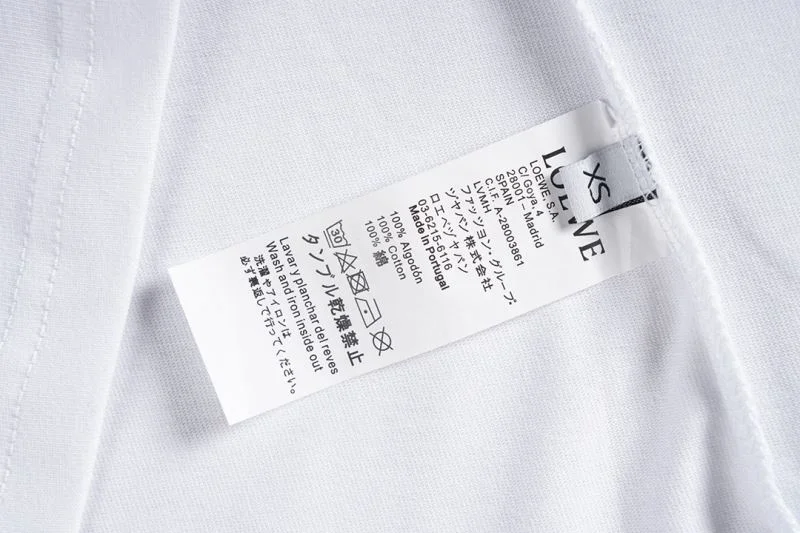 LOEWE
XS
LOEWE, S.A.
C/ Goya, 4
28001 – Madrid
SPAIN
C.I.F. A-28003861
LVMH
ファッション・グループ:
ジャパン株式会社
ロエベジャパン
03-6215-6116
Made in Portugal
100% Algodón
100% Cotton
100% 綿
30
タンブル乾燥禁止
Lavar y planchar del reves
Wash and iron inside out
洗濯やアイロンは
必ず裏返しで行ってください。